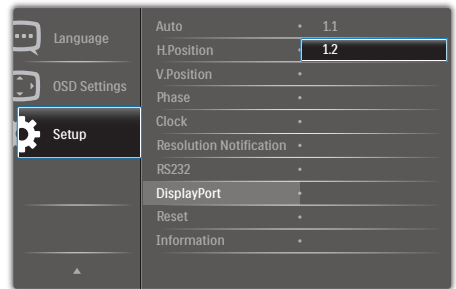 Language
OSD Settings
Setup
Auto
H.Position
V.Position
Phase
Clock
Resolution Notification
RS232
DisplayPort
Reset
Information
1.1
1.2